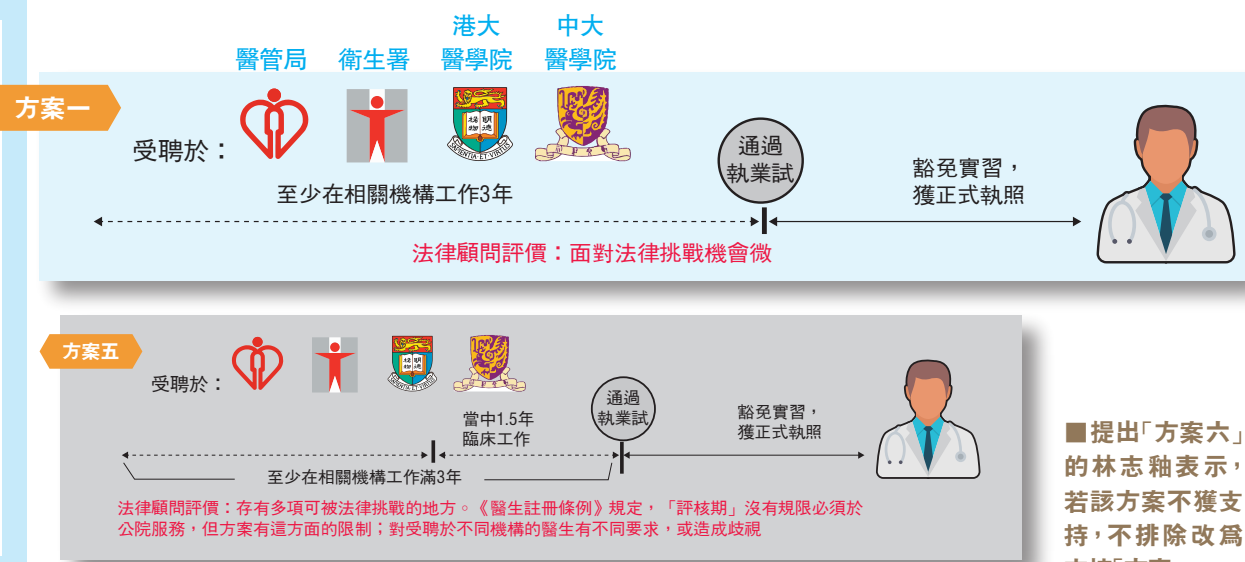 港大 中大
醫管局 衛生署 醫學院 醫學院
方案一
受聘於：
通過
執業試
豁免實習，
獲正式執照
至少在相關機構工作3年
法律顧問評價：面對法律挑戰機會微
方案五
受聘於：
當中1.5年
臨床工作
通過
執業試
豁免實習，
獲正式執照
至少在相關機構工作滿3年
法律顧問評價：存有多項可被法律挑戰的地方。《醫生註冊條例》規定，「評核期」沒有規限必須於
公院服務，但方案有這方面的限制；對受聘於不同機構的醫生有不同要求，或造成歧視
■提出「方案六」
的林志釉表示，
若該方案不獲支
持，不排除改為